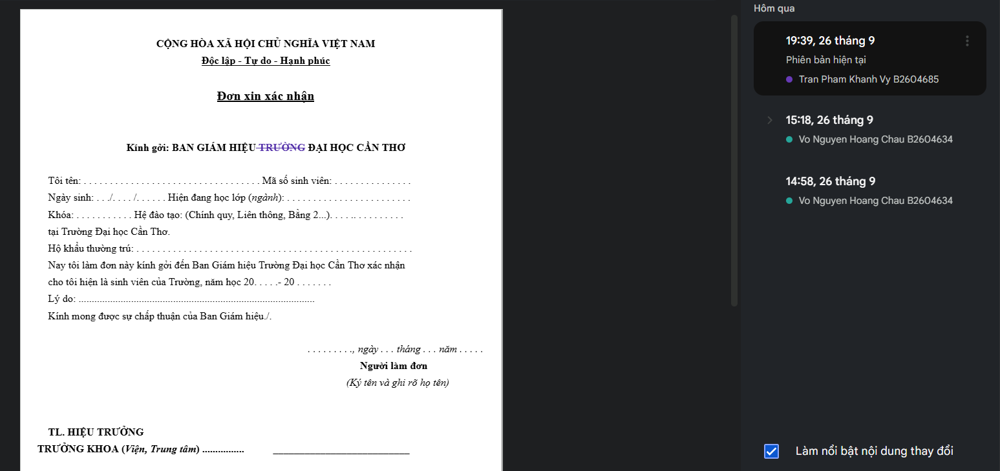 CỘNG HÒA XÃ HỘI CHỦ NGHĨA VIỆT NAM
Độc lập - Tự do - Hạnh phúc
Đơn xin xác nhận
Kính gởi: BAN GIÁM HIỆU TRƯỜNG ĐẠI HỌC CẦN THƠ
Tôi tên: . . . . . . . . . . . . . . . . . . . . . . . . . . . . . . . . . . Mã số sinh viên: . . . . . . . . . . . . . . .
Ngày sinh: . . ./. . . . /. . . . . . Hiện đang học lớp (ngành): . . . . . . . . . . . . . . . . . . . . . . . .
Khóa: . . . . . . . . . . . Hệ đào tạo: (Chính quy, Liên thông, Bằng 2...). . . . .. . . . . . . . . .
tại Trường Đại học Cần Thơ.
Hộ khẩu thường trú: . . . . . . . . . . . . . . . . . . . . . . . . . . . . . . . . . . . . . . . . . . . . . . . . . . . . .
Nay tôi làm đơn này kính gởi đến Ban Giám hiệu Trường Đại học Cần Thơ xác nhận
cho tôi hiện là sinh viên của Trường, năm học 20. . . . .- 20 . . . . . . .
Lý do: ..........................................................................................
Kính mong được sự chấp thuận của Ban Giám hiệu./.
. . . . . . . . ., ngày . . . tháng . . . năm . . . . .
Người làm đơn
(Ký tên và ghi rõ họ tên)
TL. HIỆU TRƯỞNG
TRƯỞNG KHOA (Viện, Trung tâm) ................ __________________________
Hôm qua
19:39, 26 tháng 9
Phiên bản hiện tại
Tran Pham Khanh Vy B2604685
15:18, 26 tháng 9
Vo Nguyen Hoang Chau B2604634
14:58, 26 tháng 9
Vo Nguyen Hoang Chau B2604634
Làm nổi bật nội dung thay đổi